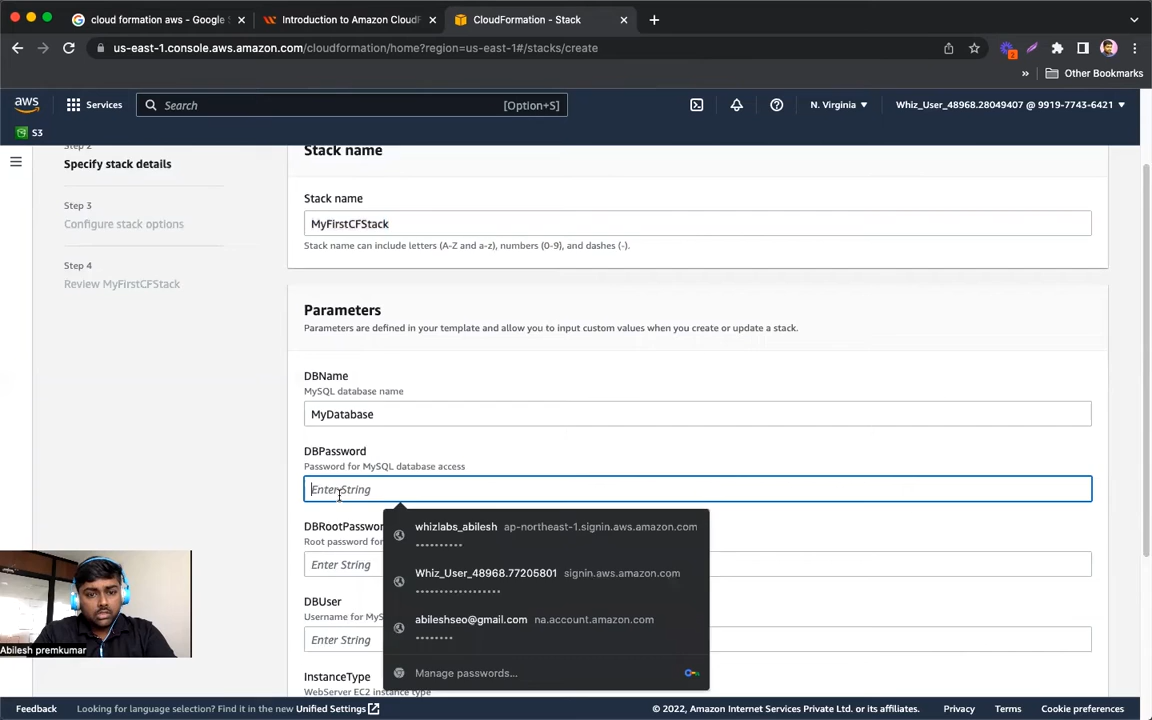 cloud formation aws - Google S
Introduction to Amazon CloudF
CloudFormation - Stack
us-east-1.console.aws.amazon.com/cloudformation/home?region=us-east-1#/stacks/create
Other Bookmarks
aws
Services
Search
[Option+S]
N. Virginia
Whiz_User_48968.28049407 @ 9919-7743-6421
S3
Step 2
Specify stack details
Step 3
Configure stack options
Step 4
Review MyFirstCFStack
Stack name
Stack name
MyFirstCFStack
Stack name can include letters (A-Z and a-z), numbers (0-9), and dashes (-).
Parameters
Parameters are defined in your template and allow you to input custom values when you create or update a stack.
DBName
MySQL database name
MyDatabase
DBPassword
Password for MySQL database access
Enter String
whizlabs_abilesh ap-northeast-1.signin.aws.amazon.com
••••••••••
Whiz_User_48968.77205801 signin.aws.amazon.com
••••••••••••••••••
abileshseo@gmail.com na.account.amazon.com
••••••••
Manage passwords...
DBRootPasswor
Root password for
Enter String
DBUser
Username for MyS
Enter String
InstanceType
WebServer EC2 instance type
Abilesh premkumar
Feedback
Looking for language selection? Find it in the new Unified Settings
© 2022, Amazon Internet Services Private Ltd. or its affiliates.
Privacy
Terms
Cookie preferences